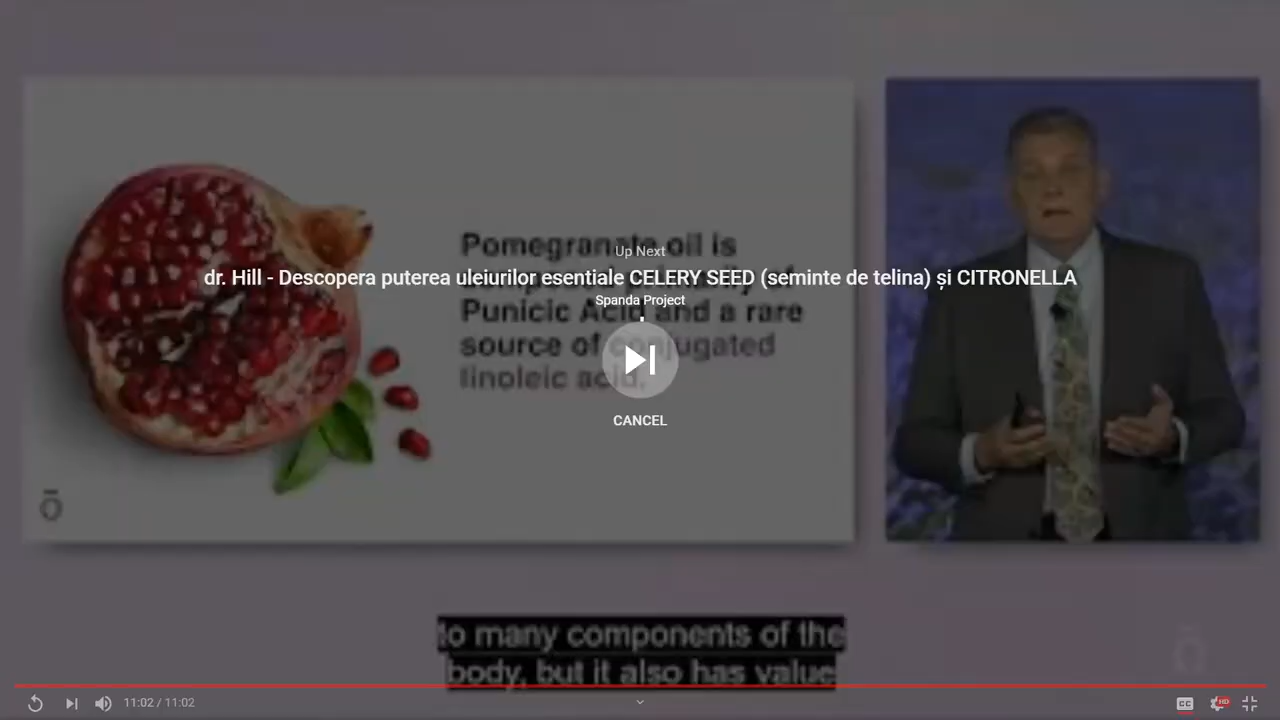 Pomegranate oil is
Up Next
dr. Hill - Descopera puterea uleiurilor esentiale CELERY SEED (seminte de telina) și CITRONELLA
Spanda Project
Punicic Acid and a rare
source of conjugated
linoleic acid.
CANCEL
ō
to many components of the
body, but it also has value
11:02 / 11:02
CC
HD